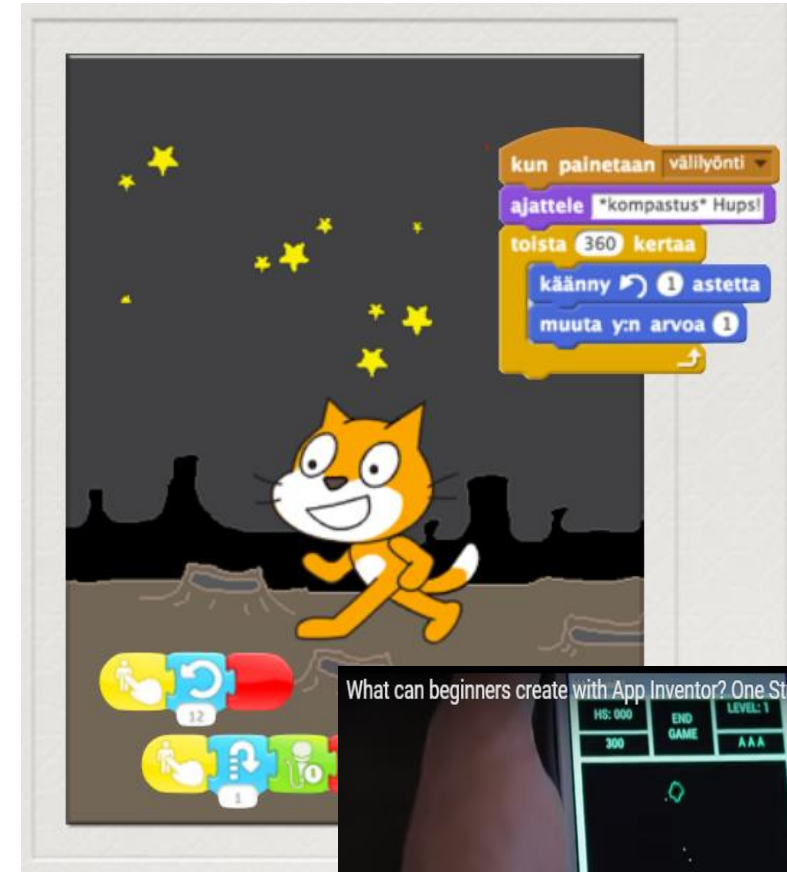 kun painetaan välilyönti
ajattele *kompastus* Hups!
toista 360 kertaa
käänny 1 astetta
muuta y:n arvoa 1
12
1
1
What can beginners create with App Inventor? One St
HS: 000
END GAME
LEVEL: 1
300
A A A